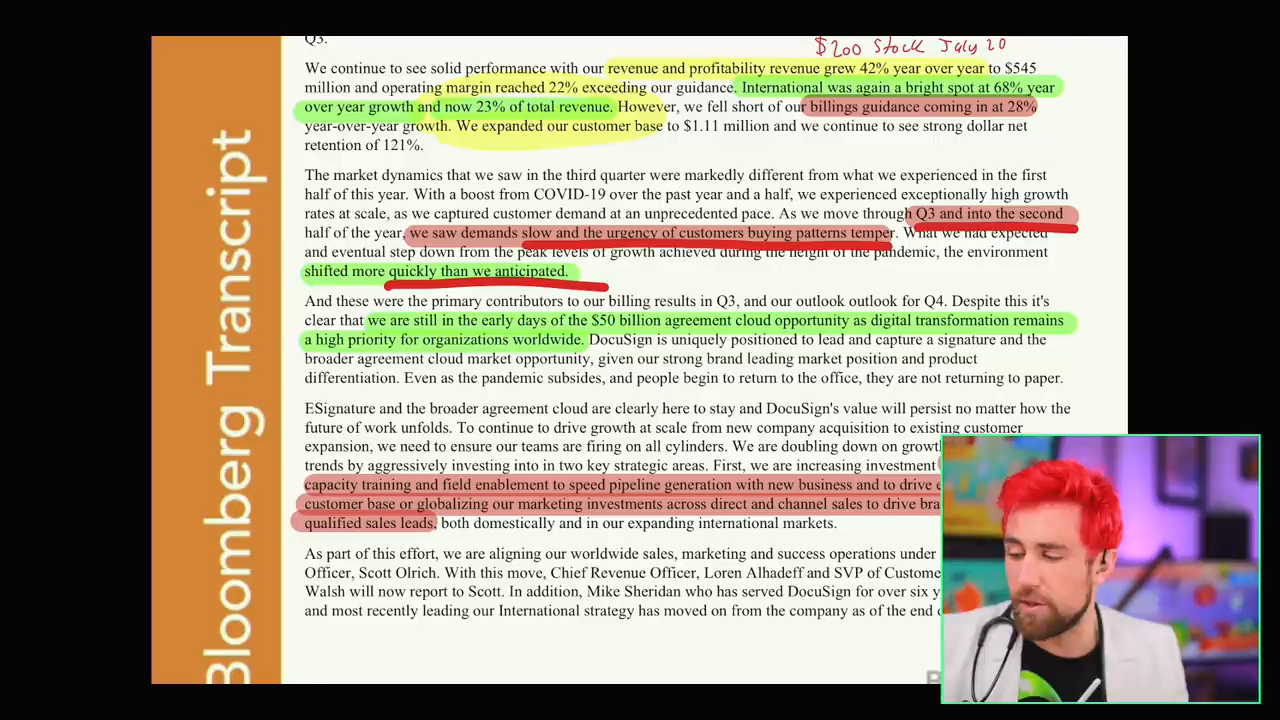 Bloomberg Transcript
Q3.
$200 Stock July 20
We continue to see solid performance with our revenue and profitability revenue grew 42% year over year to $545
million and operating margin reached 22% exceeding our guidance. International was again a bright spot at 68% year
over year growth and now 23% of total revenue. However, we fell short of our billings guidance coming in at 28%
year-over-year growth. We expanded our customer base to $1.11 million and we continue to see strong dollar net
retention of 121%.
The market dynamics that we saw in the third quarter were markedly different from what we experienced in the first
half of this year. With a boost from COVID-19 over the past year and a half, we experienced exceptionally high growth
rates at scale, as we captured customer demand at an unprecedented pace. As we move through Q3 and into the second
half of the year, we saw demands slow and the urgency of customers buying patterns temper. What we had expected
and eventual step down from the peak levels of growth achieved during the height of the pandemic, the environment
shifted more quickly than we anticipated.
And these were the primary contributors to our billing results in Q3, and our outlook outlook for Q4. Despite this it's
clear that we are still in the early days of the $50 billion agreement cloud opportunity as digital transformation remains
a high priority for organizations worldwide. DocuSign is uniquely positioned to lead and capture a signature and the
broader agreement cloud market opportunity, given our strong brand leading market position and product
differentiation. Even as the pandemic subsides, and people begin to return to the office, they are not returning to paper.
ESignature and the broader agreement cloud are clearly here to stay and DocuSign's value will persist no matter how the
future of work unfolds. To continue to drive growth at scale from new company acquisition to existing customer
expansion, we need to ensure our teams are firing on all cylinders. We are doubling down on
trends by aggressively investing into in two key strategic areas. First, we are increasing investment
capacity training and field enablement to speed pipeline generation with new business and to drive
customer base or globalizing our marketing investments across direct and channel sales to drive
qualified sales leads, both domestically and in our expanding international markets.
As part of this effort, we are aligning our worldwide sales, marketing and success operations under
Officer, Scott Olrich. With this move, Chief Revenue Officer, Loren Alhadeff and SVP of
Walsh will now report to Scott. In addition, Mike Sheridan who has served DocuSign for over six
and most recently leading our International strategy has moved on from the company as of the end